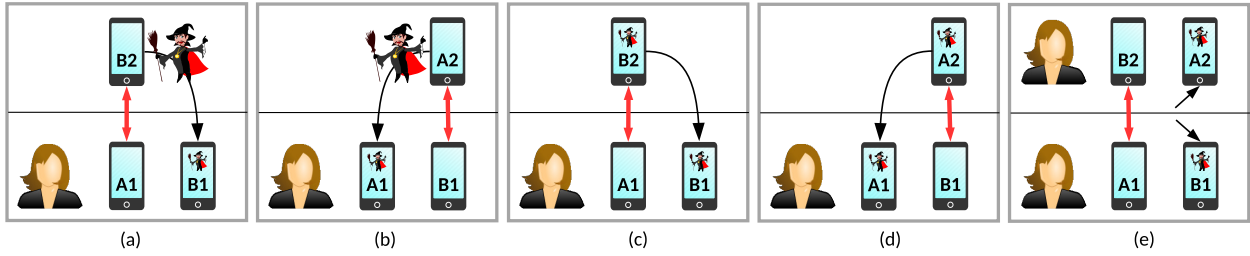 B2 A2 B2 A2 B2 A2
A1 B1 A1 B1 A1 B1 A1 B1 A1 B1
(a) (b) (c) (d) (e)